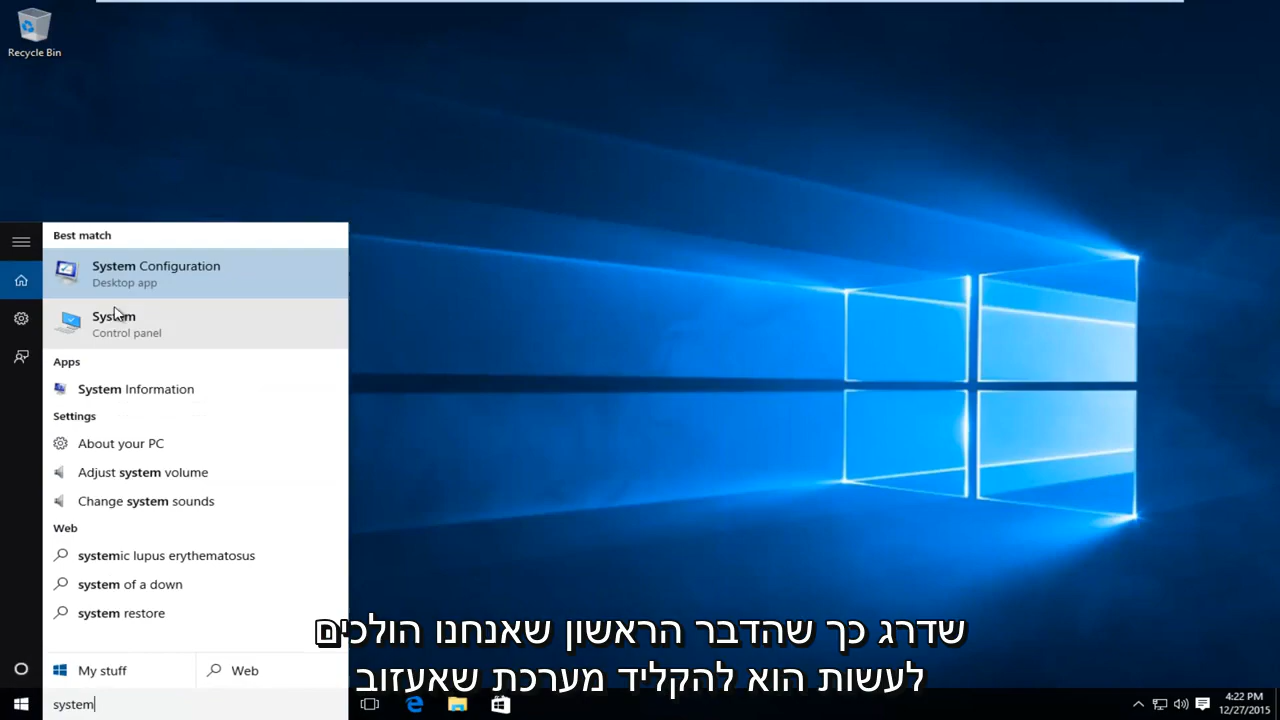 Recycle Bin
Best match
System Configuration
Desktop app
System
Control panel
Apps
System Information
Settings
About your PC
Adjust system volume
Change system sounds
Web
systemic lupus erythematosus
system of a down
system restore
My stuff
Web
system
שדרג כך שהדבר הראשון שאנחנו הולכים
לעשות הוא להקליד מערכת שאעזוב
4:22 PM
12/27/2015